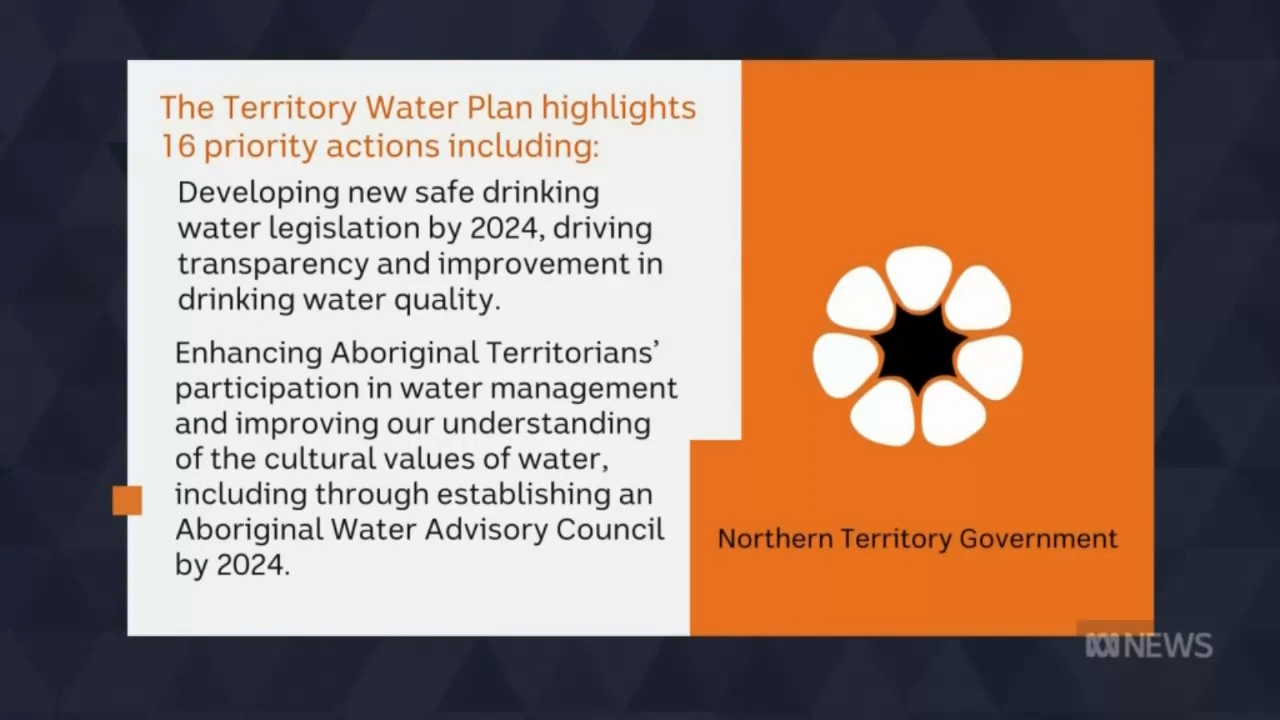 The Territory Water Plan highlights
16 priority actions including:
Developing new safe drinking
water legislation by 2024, driving
transparency and improvement in
drinking water quality.
Enhancing Aboriginal Territorians’
participation in water management
and improving our understanding
of the cultural values of water,
including through establishing an
Aboriginal Water Advisory Council
by 2024.
Northern Territory Government
NEWS